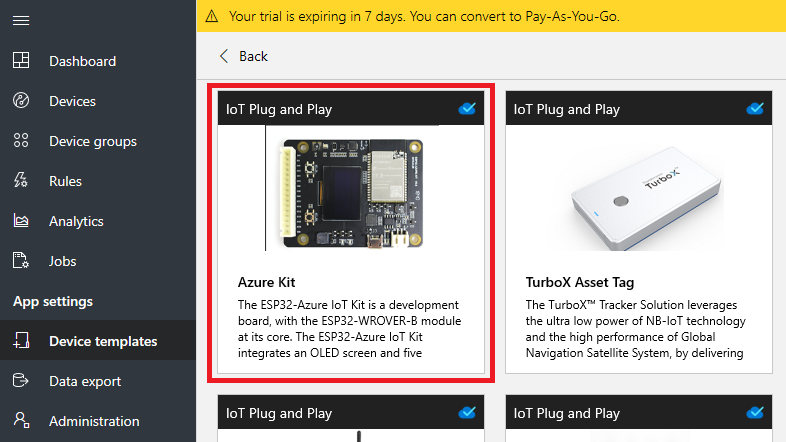 Your trial is expiring in 7 days. You can convert to Pay-As-You-Go.
Back
Dashboard
Devices
Device groups
Rules
Analytics
Jobs
App settings
Device templates
Data export
Administration
IoT Plug and Play
Azure Kit
The ESP32-Azure IoT Kit is a development
board, with the ESP32-WROVER-B module
at its core. The ESP32-Azure IoT Kit
integrates an OLED screen and five
IoT Plug and Play
TurboX
TurboX Asset Tag
The TurboX™ Tracker Solution leverages
the ultra low power of NB-IoT technology
and the high performance of Global
Navigation Satellite System, by delivering
IoT Plug and Play
IoT Plug and Play